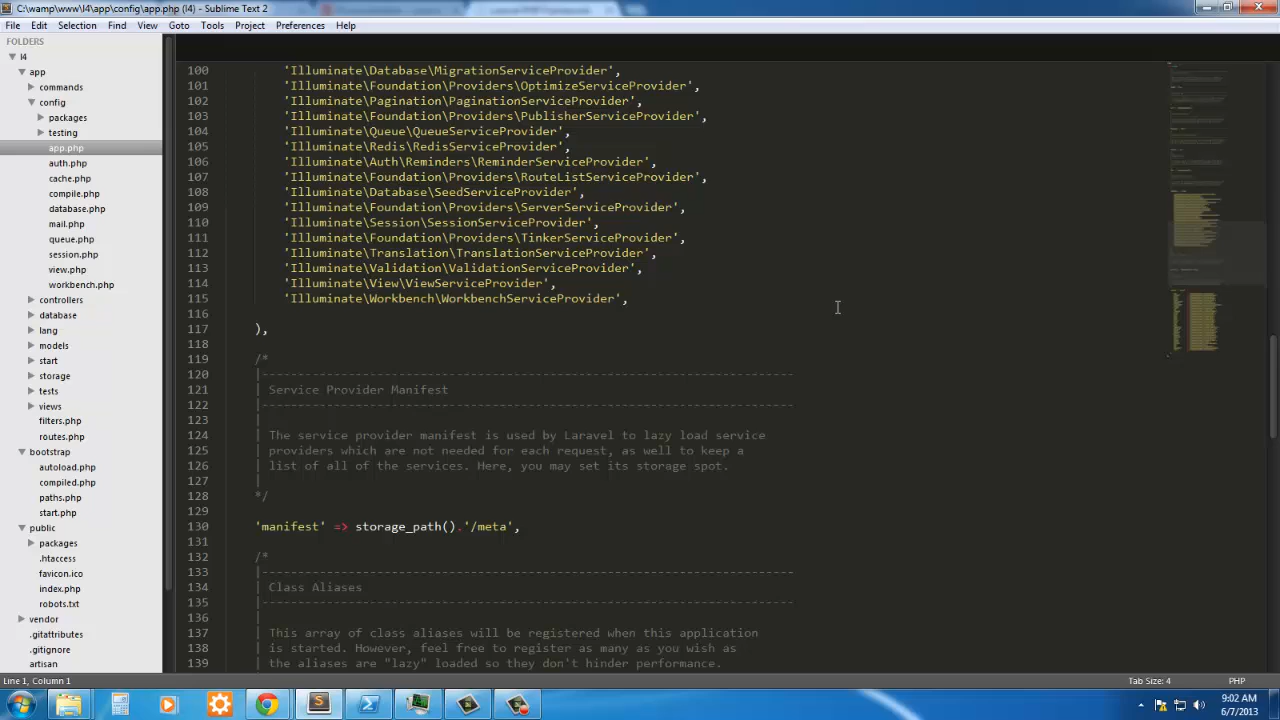 C:\wamp\www\l4\app\config\app.php (l4) - Sublime Text 2
File Edit Selection Find View Goto Tools Project Preferences Help
FOLDERS
l4
app
commands
config
packages
testing
app.php
auth.php
cache.php
compile.php
database.php
mail.php
queue.php
session.php
view.php
workbench.php
controllers
database
lang
models
start
storage
tests
views
filters.php
routes.php
bootstrap
autoload.php
compiled.php
paths.php
start.php
public
packages
.htaccess
favicon.ico
index.php
robots.txt
vendor
.gitattributes
.gitignore
artisan
100 'Illuminate\Database\MigrationServiceProvider',
101 'Illuminate\Foundation\Providers\OptimizeServiceProvider',
102 'Illuminate\Pagination\PaginationServiceProvider',
103 'Illuminate\Foundation\Providers\PublisherServiceProvider',
104 'Illuminate\Queue\QueueServiceProvider',
105 'Illuminate\Redis\RedisServiceProvider',
106 'Illuminate\Auth\Reminders\ReminderServiceProvider',
107 'Illuminate\Foundation\Providers\RouteListServiceProvider',
108 'Illuminate\Database\SeedServiceProvider',
109 'Illuminate\Foundation\Providers\ServerServiceProvider',
110 'Illuminate\Session\SessionServiceProvider',
111 'Illuminate\Foundation\Providers\TinkerServiceProvider',
112 'Illuminate\Translation\TranslationServiceProvider',
113 'Illuminate\Validation\ValidationServiceProvider',
114 'Illuminate\View\ViewServiceProvider',
115 'Illuminate\Workbench\WorkbenchServiceProvider',
116
117 ),
118
119 /*
120 |--------------------------------------------------------------------------
121 | Service Provider Manifest
122 |--------------------------------------------------------------------------
123 |
124 | The service provider manifest is used by Laravel to lazy load service
125 | providers which are not needed for each request, as well to keep a
126 | list of all of the services. Here, you may set its storage spot.
127 |
128 */
129
130 'manifest' => storage_path().'/meta',
131
132 /*
133 |--------------------------------------------------------------------------
134 | Class Aliases
135 |--------------------------------------------------------------------------
136 |
137 | This array of class aliases will be registered when this application
138 | is started. However, feel free to register as many as you wish as
139 | the aliases are "lazy" loaded so they don't hinder performance.
Line 1, Column 1 Tab Size: 4 PHP
9:02 AM
6/7/2013